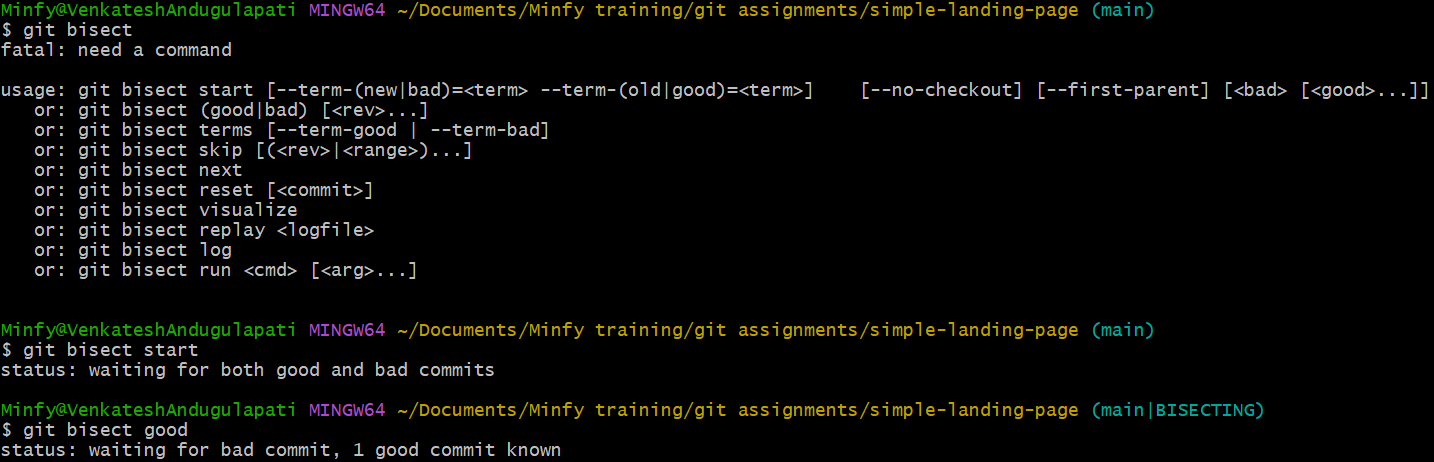 Minfy@VenkateshAndugulapati MINGW64 ~/Documents/Minfy training/git assignments/simple-landing-page (main)
$ git bisect
fatal: need a command
usage: git bisect start [--term-(new|bad)=<term> --term-(old|good)=<term>]    [--no-checkout] [--first-parent] [<bad> [<good>...]]
   or: git bisect (good|bad) [<rev>...]
   or: git bisect terms [--term-good | --term-bad]
   or: git bisect skip [(<rev>|<range>)...]
   or: git bisect next
   or: git bisect reset [<commit>]
   or: git bisect visualize
   or: git bisect replay <logfile>
   or: git bisect log
   or: git bisect run <cmd> [<arg>...]
Minfy@VenkateshAndugulapati MINGW64 ~/Documents/Minfy training/git assignments/simple-landing-page (main)
$ git bisect start
status: waiting for both good and bad commits
Minfy@VenkateshAndugulapati MINGW64 ~/Documents/Minfy training/git assignments/simple-landing-page (main|BISECTING)
$ git bisect good
status: waiting for bad commit, 1 good commit known